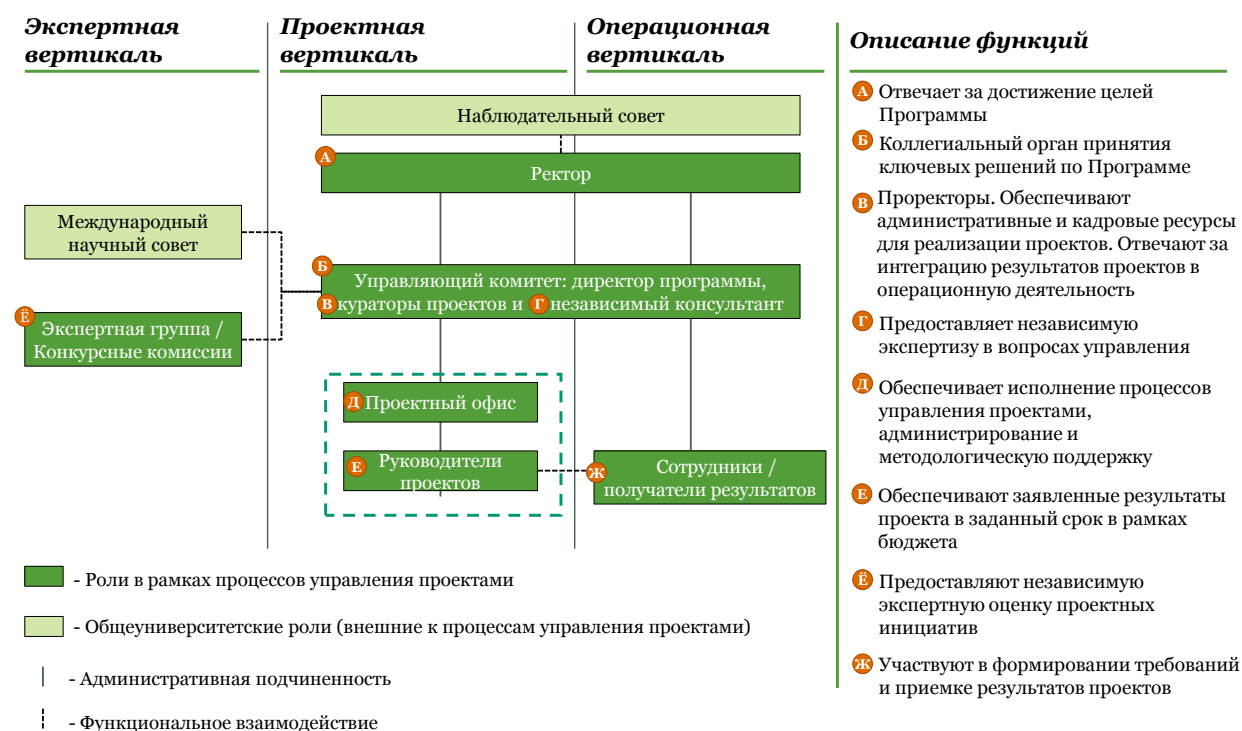 Экспертная
вертикаль
Проектная
вертикаль
Операционная
вертикаль
Описание функций
Наблюдательный совет
А
Ректор
Международный
научный совет
Б
Управляющий комитет: директор программы,
В кураторы проектов и Г независимый консультант
Ё
Экспертная группа /
Конкурсные комиссии
Д Проектный офис
Е Руководители
проектов
Ж Сотрудники /
получатели результатов
А Отвечает за достижение целей
Программы
Б Коллегиальный орган принятия
ключевых решений по Программе
В Проректоры. Обеспечивают
административные и кадровые ресурсы
для реализации проектов. Отвечают за
интеграцию результатов проектов в
операционную деятельность
Г Предоставляет независимую
экспертизу в вопросах управления
Д Обеспечивает исполнение процессов
управления проектами,
администрирование и
методологическую поддержку
Е Обеспечивают заявленные результаты
проекта в заданный срок в рамках
бюджета
Ё Предоставляют независимую
экспертную оценку проектных
инициатив
Ж Участвуют в формировании требований
и приемке результатов проектов
- Роли в рамках процессов управления проектами
- Общеуниверситетские роли (внешние к процессам управления проектами)
- Административная подчиненность
- Функциональное взаимодействие